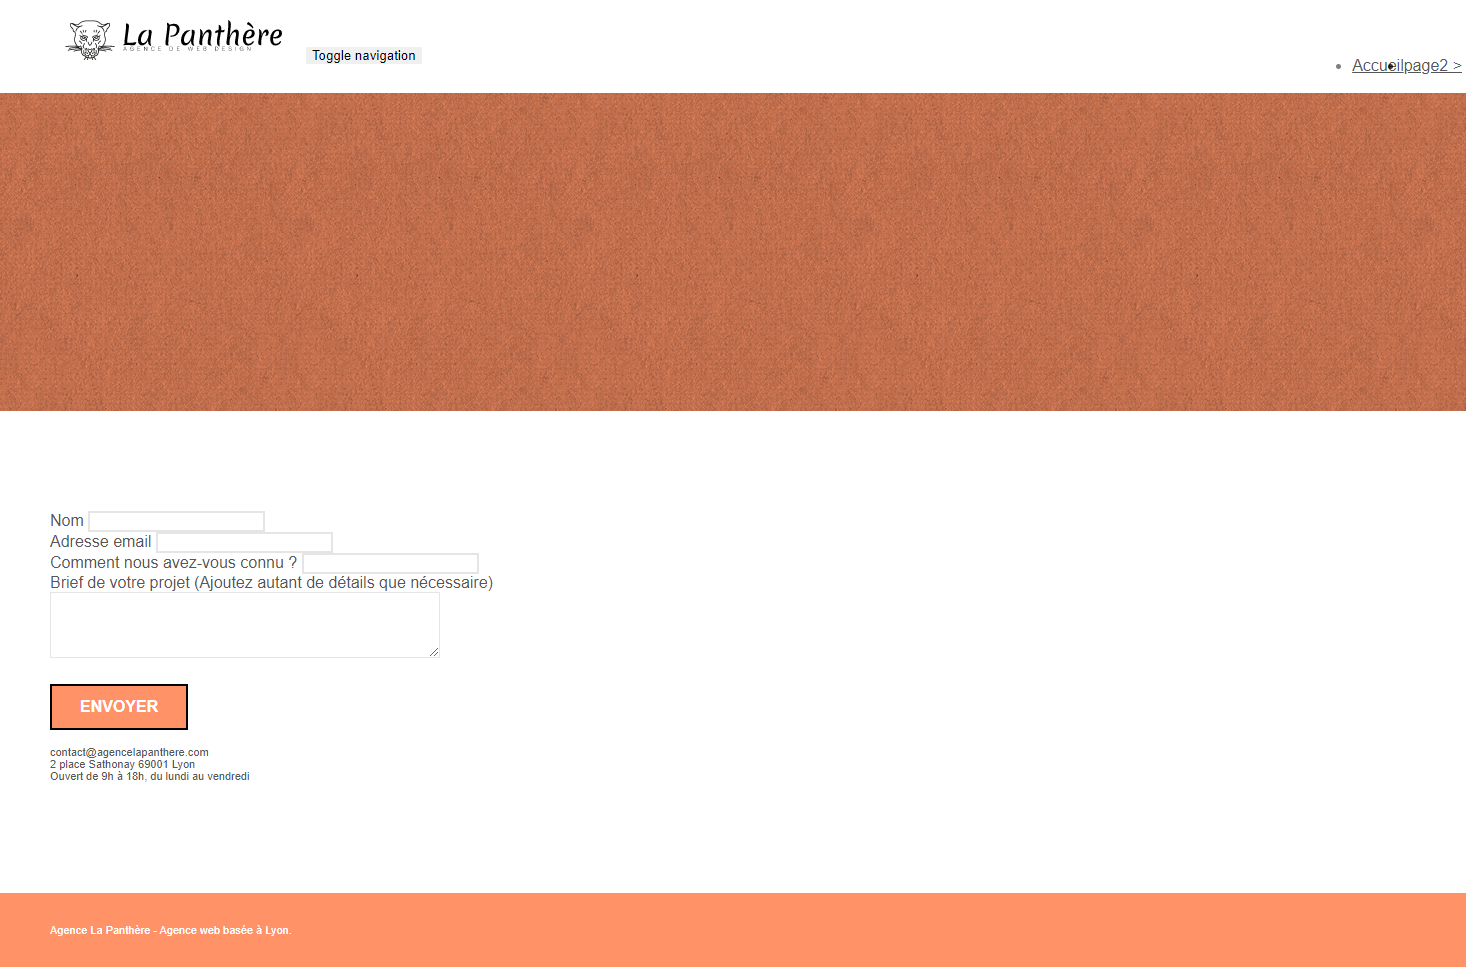 La Panthère
AGENCE DE WEB DESIGN
Toggle navigation
Accueil
page2 >
Nom
Adresse email
Comment nous avez-vous connu ?
Brief de votre projet (Ajoutez autant de détails que nécessaire)
ENVOYER
contact@agencelapanthere.com
2 place Sathonay 69001 Lyon
Ouvert de 9h à 18h, du lundi au vendredi
Agence La Panthère - Agence web basée à Lyon.